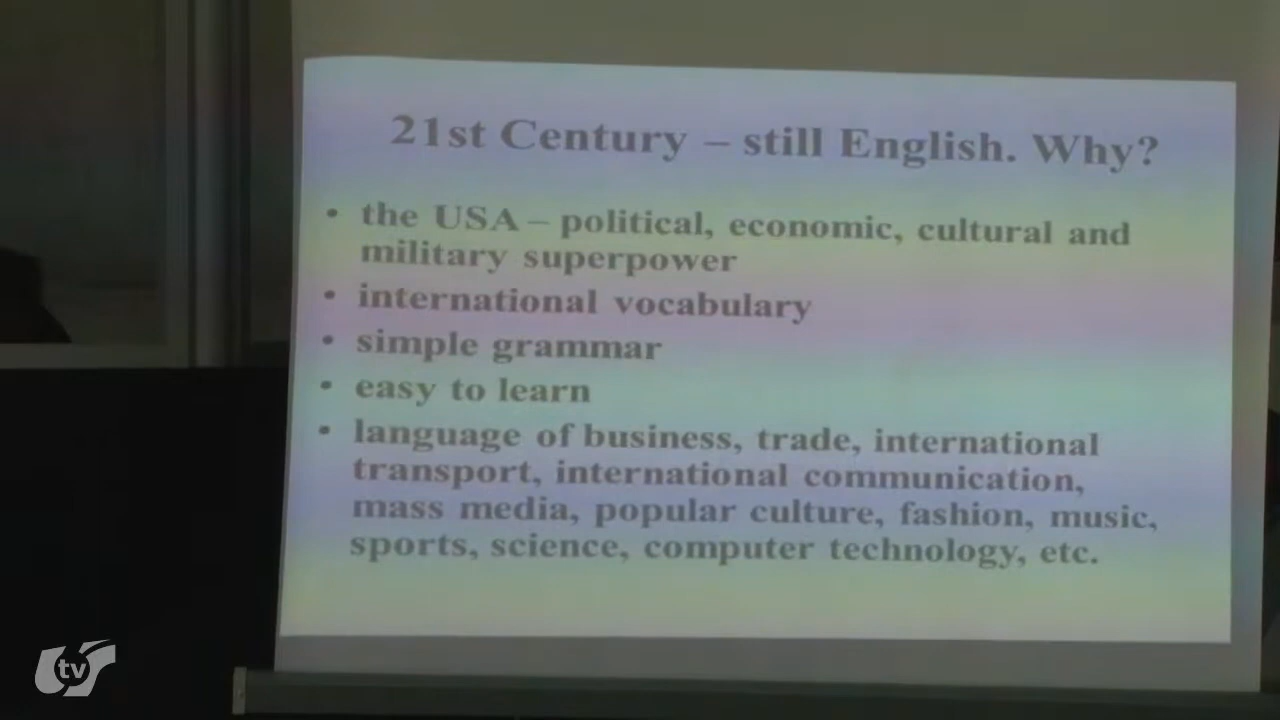 21st Century – still English. Why?
• the USA – political, economic, cultural and
military superpower
• international vocabulary
• simple grammar
• easy to learn
• language of business, trade, international
transport, international communication,
mass media, popular culture, fashion, music,
sports, science, computer technology, etc.
tv